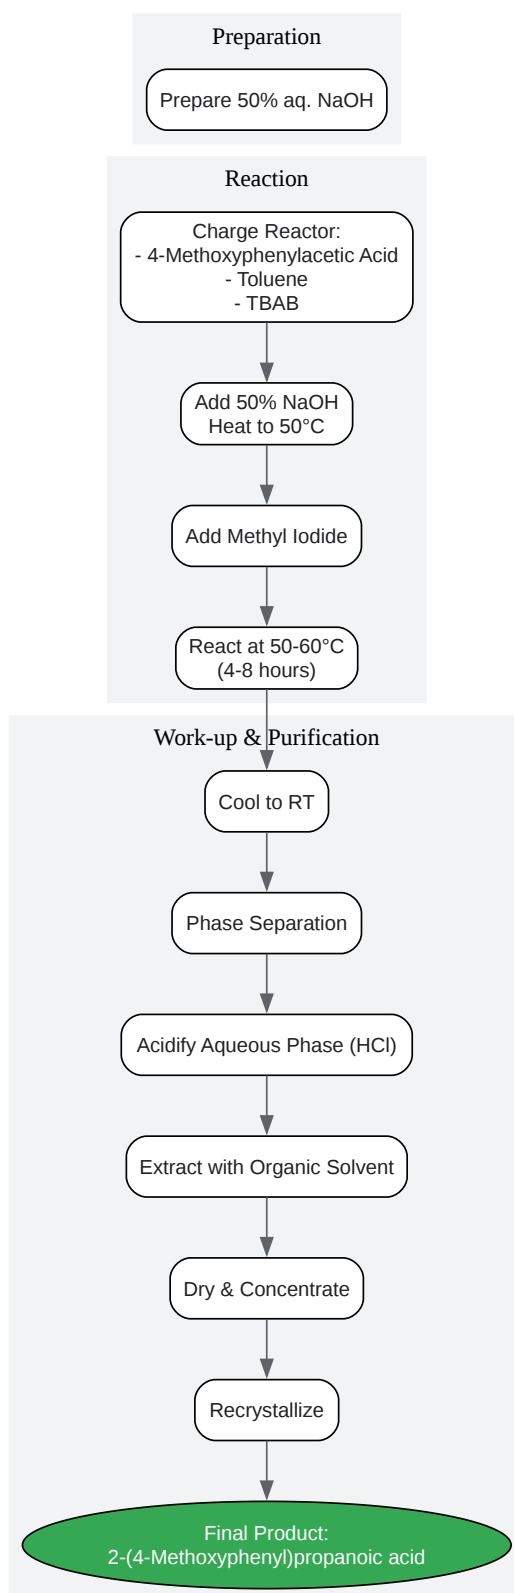 Preparation
Prepare 50% aq. NaOH
Reaction
Charge Reactor:
- 4-Methoxyphenylacetic Acid
- Toluene
- TBAB
Add 50% NaOH
Heat to 50°C
Add Methyl Iodide
React at 50-60°C
(4-8 hours)
Work-up & Purification
Cool to RT
Phase Separation
Acidify Aqueous Phase (HCl)
Extract with Organic Solvent
Dry & Concentrate
Recrystallize
Final Product:
2-(4-Methoxyphenyl)propanoic acid